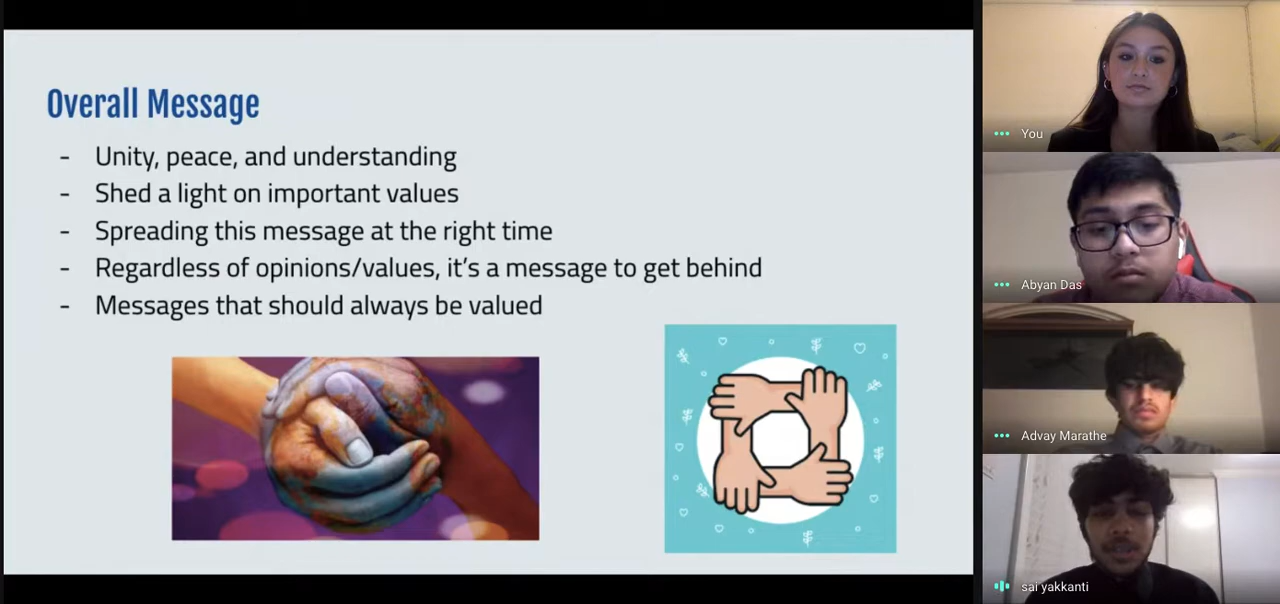 Overall Message
- Unity, peace, and understanding
- Shed a light on important values
- Spreading this message at the right time
- Regardless of opinions/values, it's a message to get behind
- Messages that should always be valued
You
Abyan Das
Advay Marathe
sai yakkanti